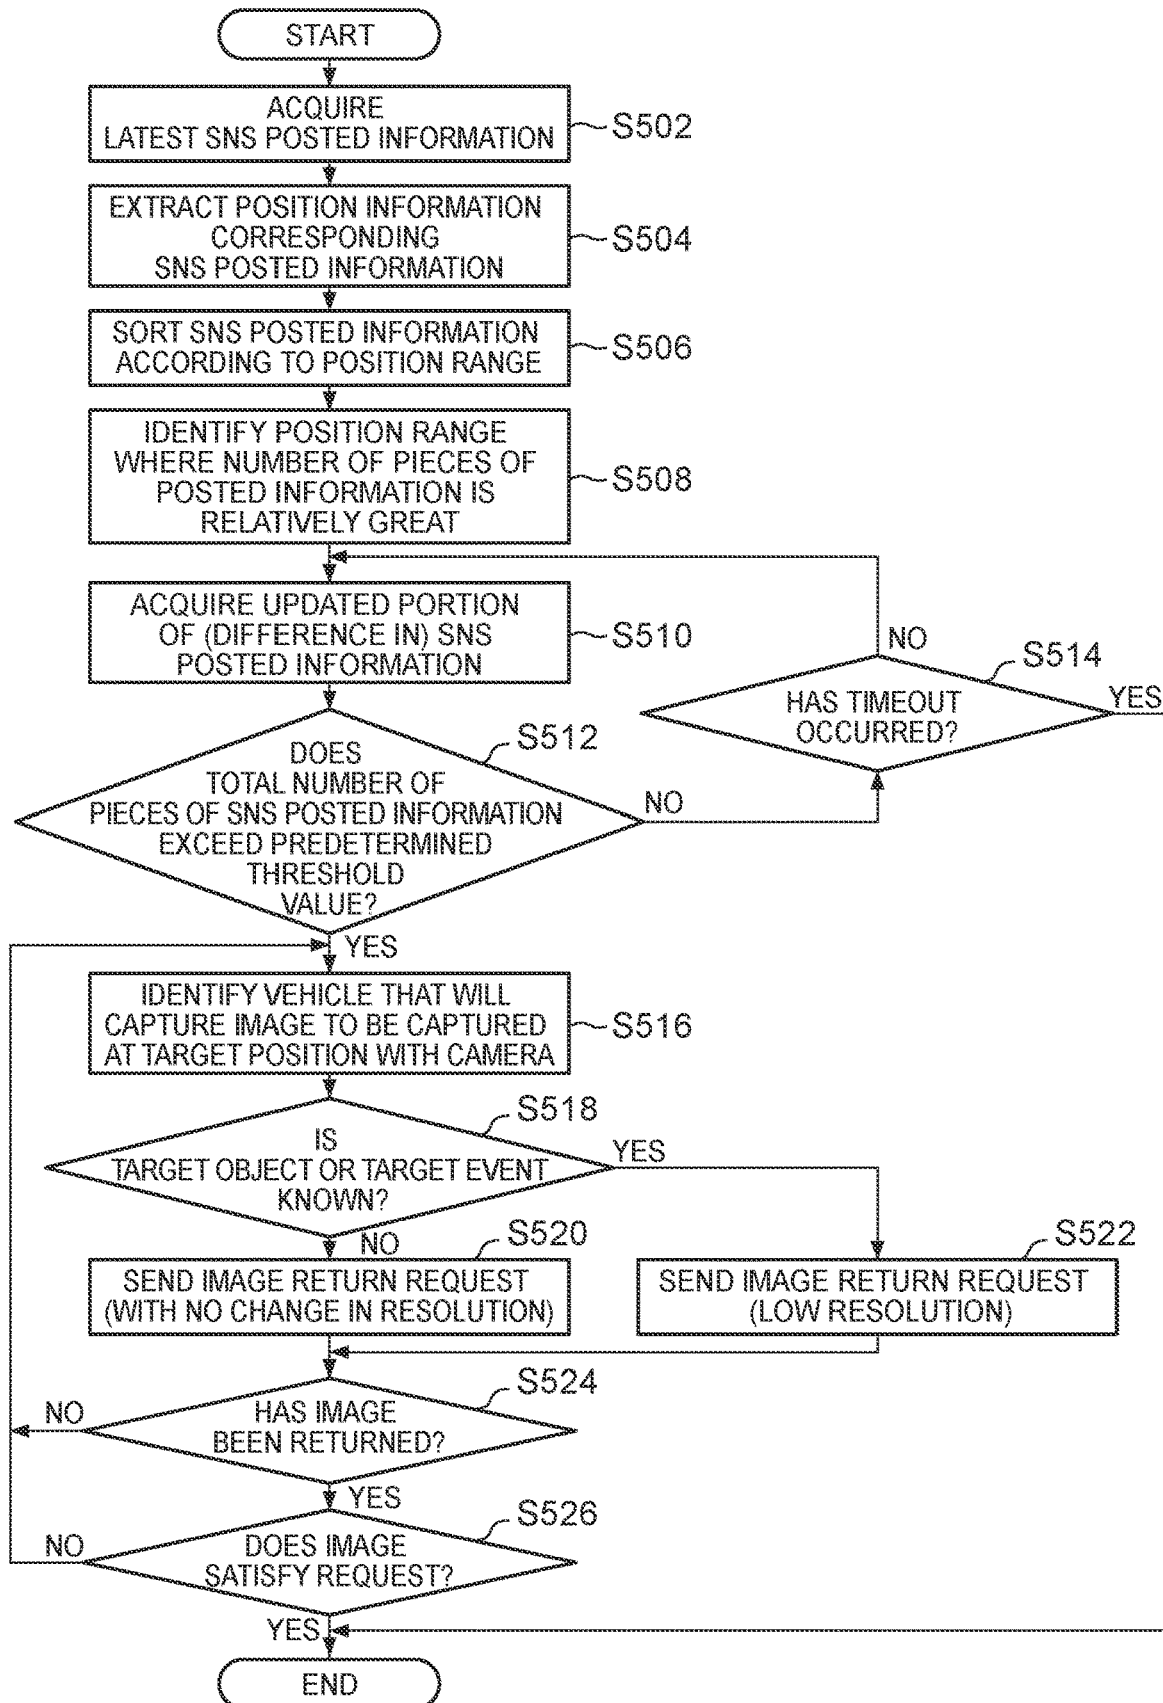 START
ACQUIRE
LATEST SNS POSTED INFORMATION
S502
EXTRACT POSITION INFORMATION
CORRESPONDING
SNS POSTED INFORMATION
S504
SORT SNS POSTED INFORMATION
ACCORDING TO POSITION RANGE
S506
IDENTIFY POSITION RANGE
WHERE NUMBER OF PIECES OF
POSTED INFORMATION IS
RELATIVELY GREAT
S508
ACQUIRE UPDATED PORTION
OF (DIFFERENCE IN) SNS
POSTED INFORMATION
S510
NO
S514
HAS TIMEOUT
OCCURRED?
YES
S512
DOES
TOTAL NUMBER OF
PIECES OF SNS POSTED INFORMATION
EXCEED PREDETERMINED
THRESHOLD
VALUE?
NO
YES
IDENTIFY VEHICLE THAT WILL
CAPTURE IMAGE TO BE CAPTURED
AT TARGET POSITION WITH CAMERA
S516
S518
IS
TARGET OBJECT OR TARGET EVENT
KNOWN?
YES
NO
S520
SEND IMAGE RETURN REQUEST
(WITH NO CHANGE IN RESOLUTION)
S522
SEND IMAGE RETURN REQUEST
(LOW RESOLUTION)
S524
HAS IMAGE
BEEN RETURNED?
NO
YES
S526
DOES IMAGE
SATISFY REQUEST?
NO
YES
END